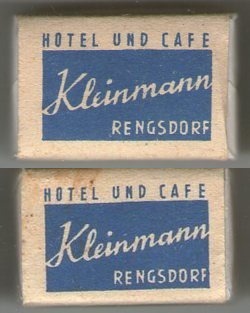 HOTEL UND CAFE
Kleinmann
RENGSDORF
HOTEL UND CAFE
Kleinmann
RENGSDORF